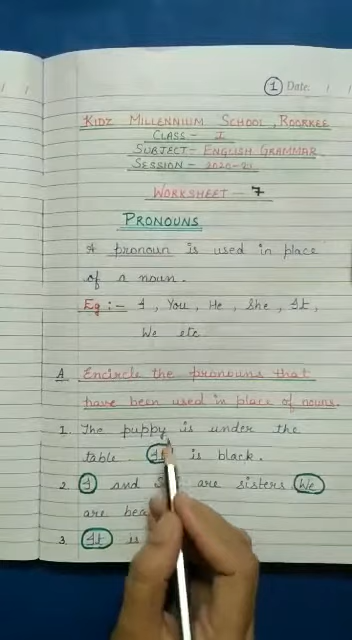 1 Date: / /
KIDZ MILLENNIUM SCHOOL, ROORKEE
CLASS - I
SUBJECT - ENGLISH GRAMMAR
SESSION - 2020-21
WORKSHEET - 7
PRONOUNS
A pronoun is used in place
of a noun.
Eg :- I, You, He, She, It,
We etc
A Encircle the pronouns that
have been used in place of nouns.
1. The puppy is under the
table It is black.
2. I and are sisters We
are
3. It is